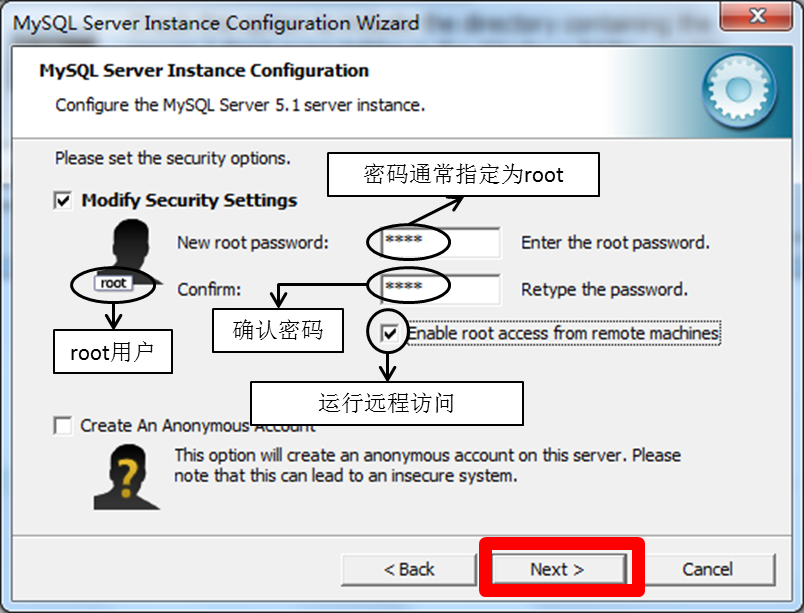 MySQL Server Instance Configuration Wizard
MySQL Server Instance Configuration
Configure the MySQL Server 5.1 server instance.
Please set the security options.
密码通常指定为root
Modify Security Settings
New root password:
****
Enter the root password.
root
Confirm:
****
Retype the password.
确认密码
Enable root access from remote machines
root用户
运行远程访问
Create An Anonymous Account
This option will create an anonymous account on this server. Please
note that this can lead to an insecure system.
?
< Back
Next >
Cancel